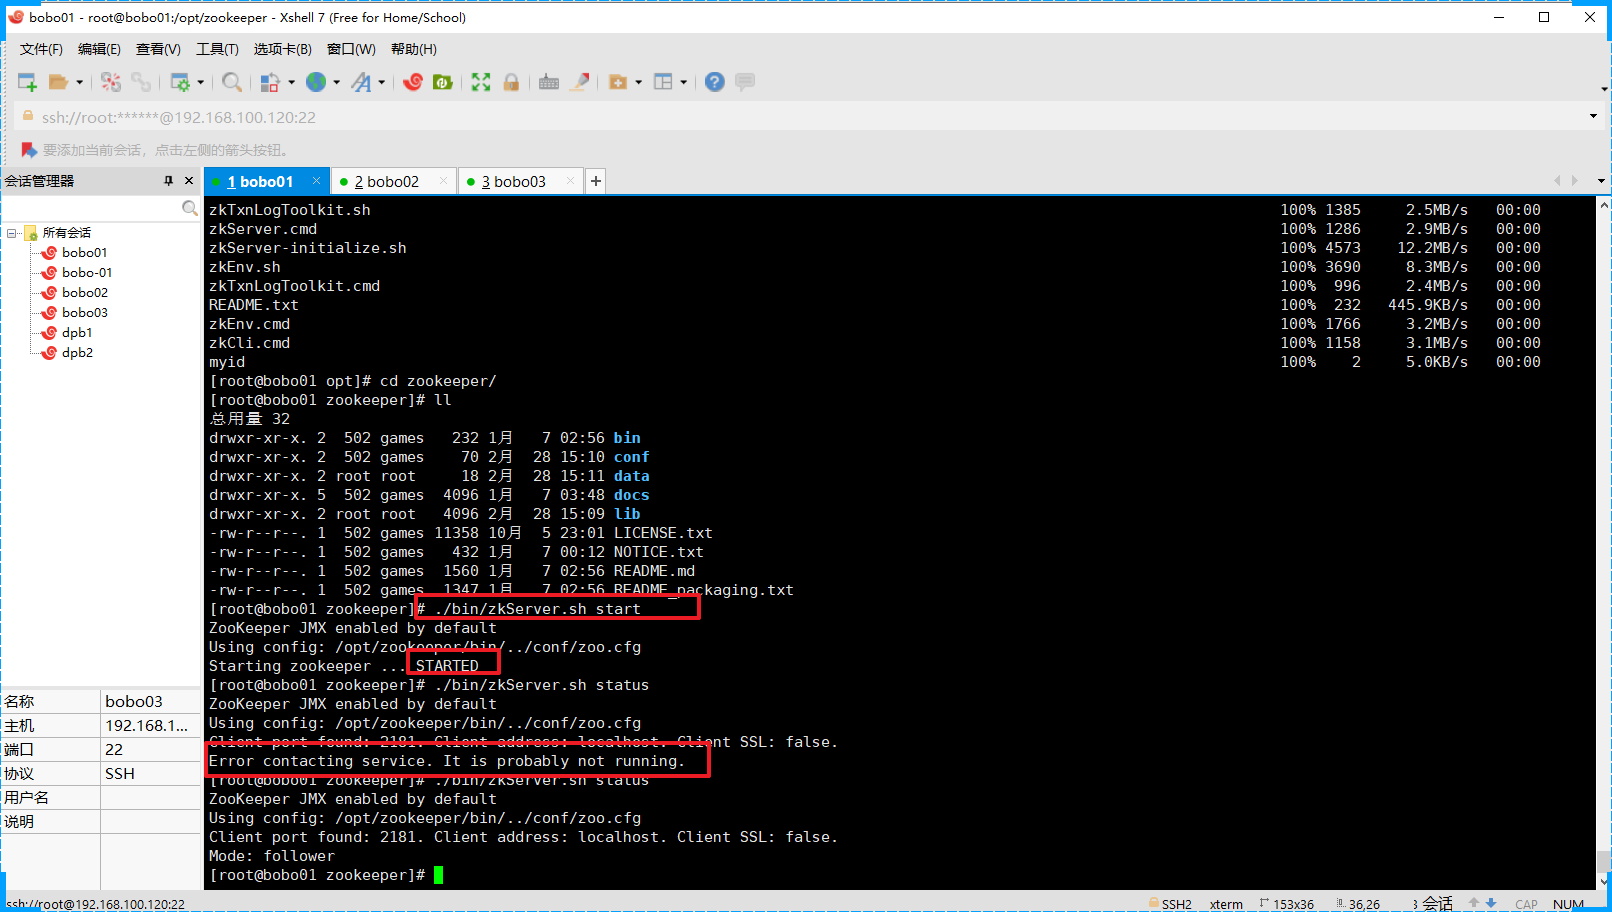 bobo01 - root@bobo01:/opt/zookeeper - Xshell 7 (Free for Home/School)
文件(F) 编辑(E) 查看(V) 工具(T) 选项卡(B) 窗口(W) 帮助(H)
ssh://root:******@192.168.100.120:22
要添加当前会话，点击左侧的箭头按钮。
会话管理器
1 bobo01 2 bobo02 3 bobo03
所有会话
bobo01
bobo-01
bobo02
bobo03
dpb1
dpb2
名称 bobo03
主机 192.168.1...
端口 22
协议 SSH
用户名
说明
zkTxnLogToolkit.sh 100% 1385 2.5MB/s 00:00
zkServer.cmd 100% 1286 2.9MB/s 00:00
zkServer-initialize.sh 100% 4573 12.2MB/s 00:00
zkEnv.sh 100% 3690 8.3MB/s 00:00
zkTxnLogToolkit.cmd 100% 996 2.4MB/s 00:00
README.txt 100% 232 445.9KB/s 00:00
zkEnv.cmd 100% 1766 3.2MB/s 00:00
zkCli.cmd 100% 1158 3.1MB/s 00:00
myid 100% 2 5.0KB/s 00:00
[root@bobo01 opt]# cd zookeeper/
[root@bobo01 zookeeper]# ll
总用量 32
drwxr-xr-x. 2 502 games 232 1月 7 02:56 bin
drwxr-xr-x. 2 502 games 70 2月 28 15:10 conf
drwxr-xr-x. 2 root root 18 2月 28 15:11 data
drwxr-xr-x. 5 502 games 4096 1月 7 03:48 docs
drwxr-xr-x. 2 root root 4096 2月 28 15:09 lib
-rw-r--r--. 1 502 games 11358 10月 5 23:01 LICENSE.txt
-rw-r--r--. 1 502 games 432 1月 7 00:12 NOTICE.txt
-rw-r--r--. 1 502 games 1560 1月 7 02:56 README.md
-rw-r--r--. 1 502 games 1347 1月 7 02:56 README_packaging.txt
[root@bobo01 zookeeper]# ./bin/zkServer.sh start
ZooKeeper JMX enabled by default
Using config: /opt/zookeeper/bin/../conf/zoo.cfg
Starting zookeeper ... STARTED
[root@bobo01 zookeeper]# ./bin/zkServer.sh status
ZooKeeper JMX enabled by default
Using config: /opt/zookeeper/bin/../conf/zoo.cfg
Client port found: 2181. Client address: localhost. Client SSL: false.
Error contacting service. It is probably not running.
[root@bobo01 zookeeper]# ./bin/zkServer.sh status
ZooKeeper JMX enabled by default
Using config: /opt/zookeeper/bin/../conf/zoo.cfg
Client port found: 2181. Client address: localhost. Client SSL: false.
Mode: follower
[root@bobo01 zookeeper]#
ssh://root@192.168.100.120:22 SSH2 xterm 153x36 36,26 3 会话 CAP NUM